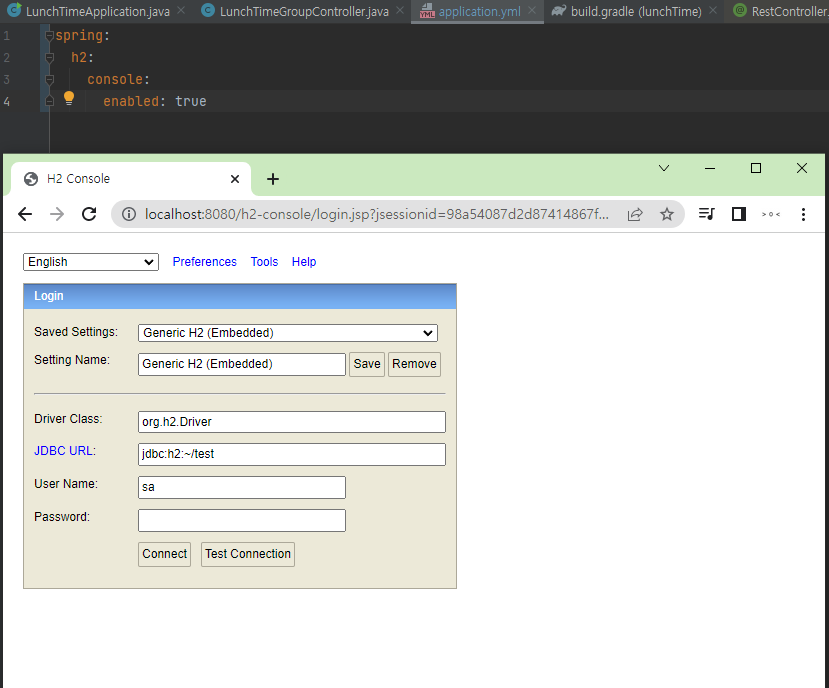 LunchTimeApplication.java LunchTimeGroupController.java application.yml build.gradle (lunchTime) RestController.
1 spring:
2 h2:
3 console:
4 enabled: true
H2 Console
localhost:8080/h2-console/login.jsp?jsessionid=98a54087d2d87414867f...
English Preferences Tools Help
Login
Saved Settings: Generic H2 (Embedded)
Setting Name: Generic H2 (Embedded) Save Remove
Driver Class: org.h2.Driver
JDBC URL: jdbc:h2:~/test
User Name: sa
Password:
Connect Test Connection